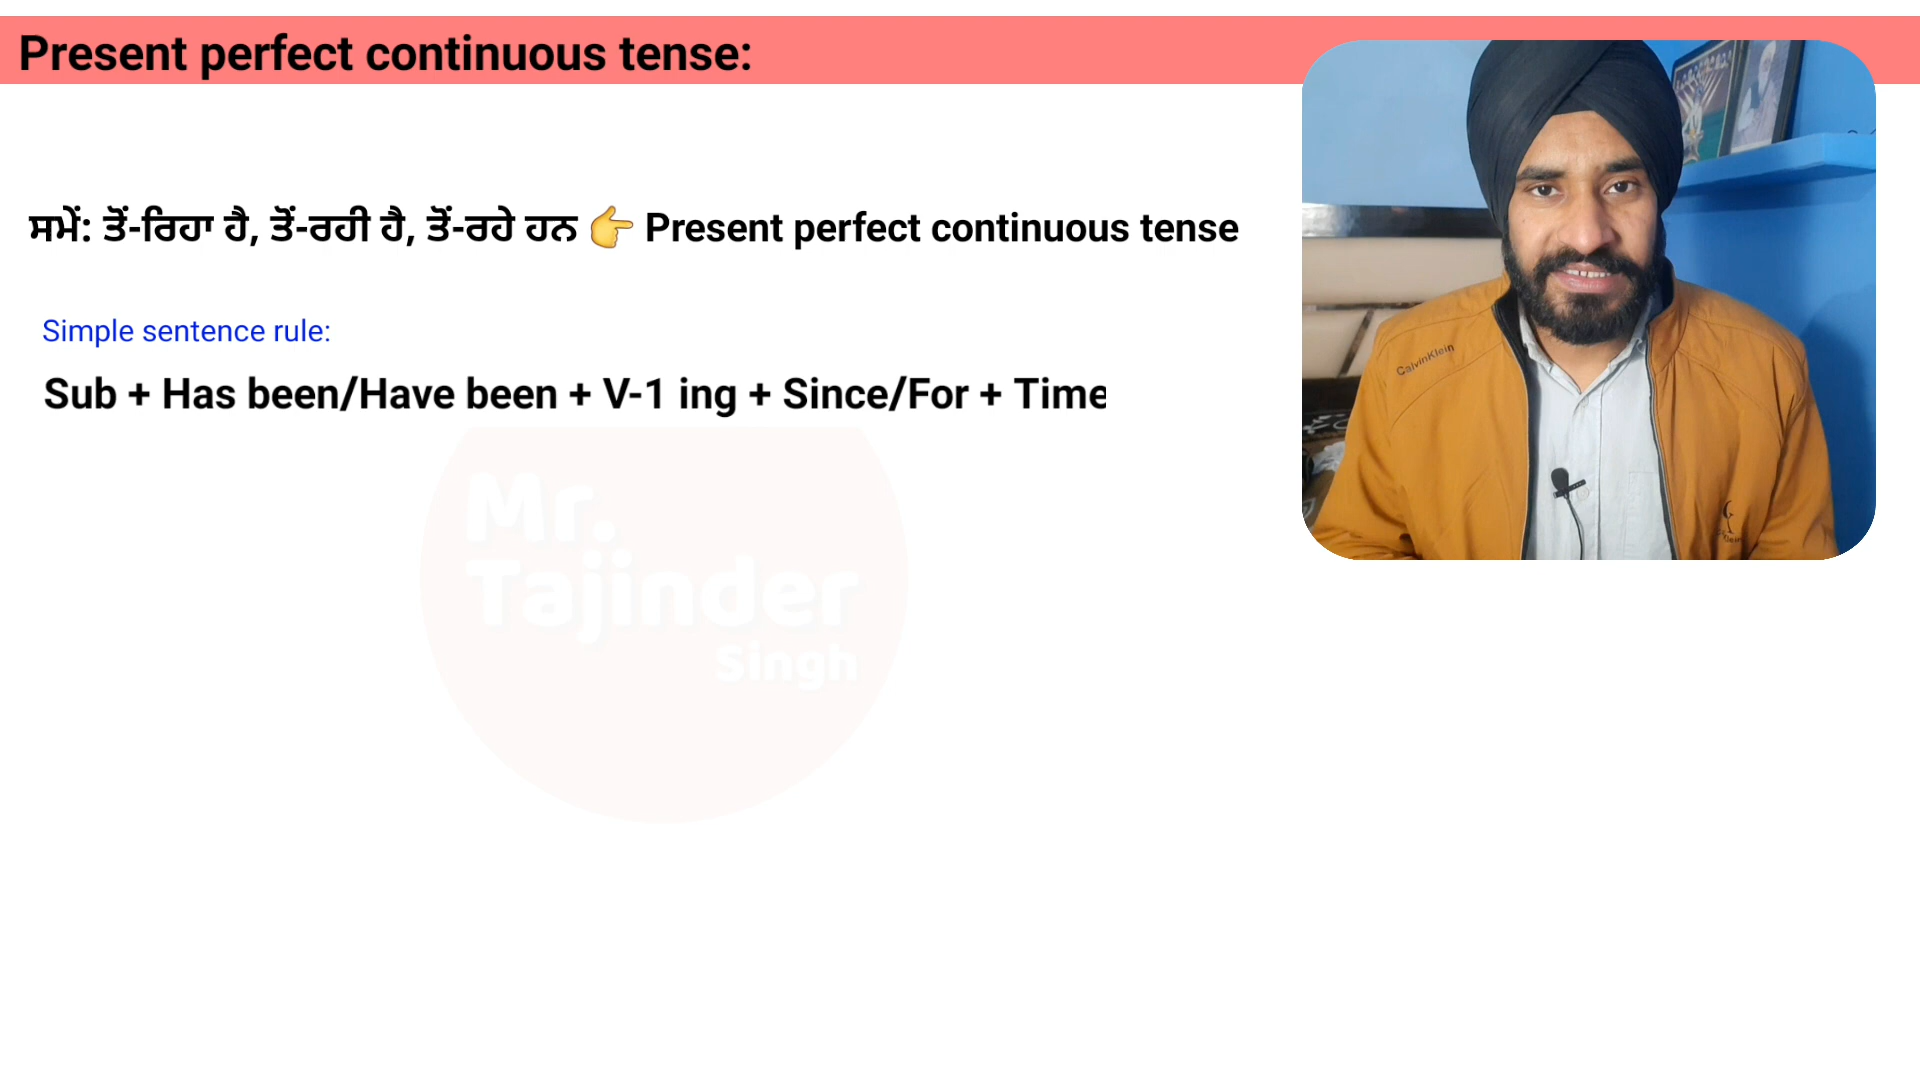 Present perfect continuous tense:
ਸਮੇਂ: ਤੋਂ-ਰਿਹਾ ਹੈ, ਤੋਂ-ਰਹੀ ਹੈ, ਤੋਂ-ਰਹੇ ਹਨ 👉 Present perfect continuous tense
Simple sentence rule:
Sub + Has been/Have been + V-1 ing + Since/For + Time
CalvinKlein
Mr.
Tajinder
Singh